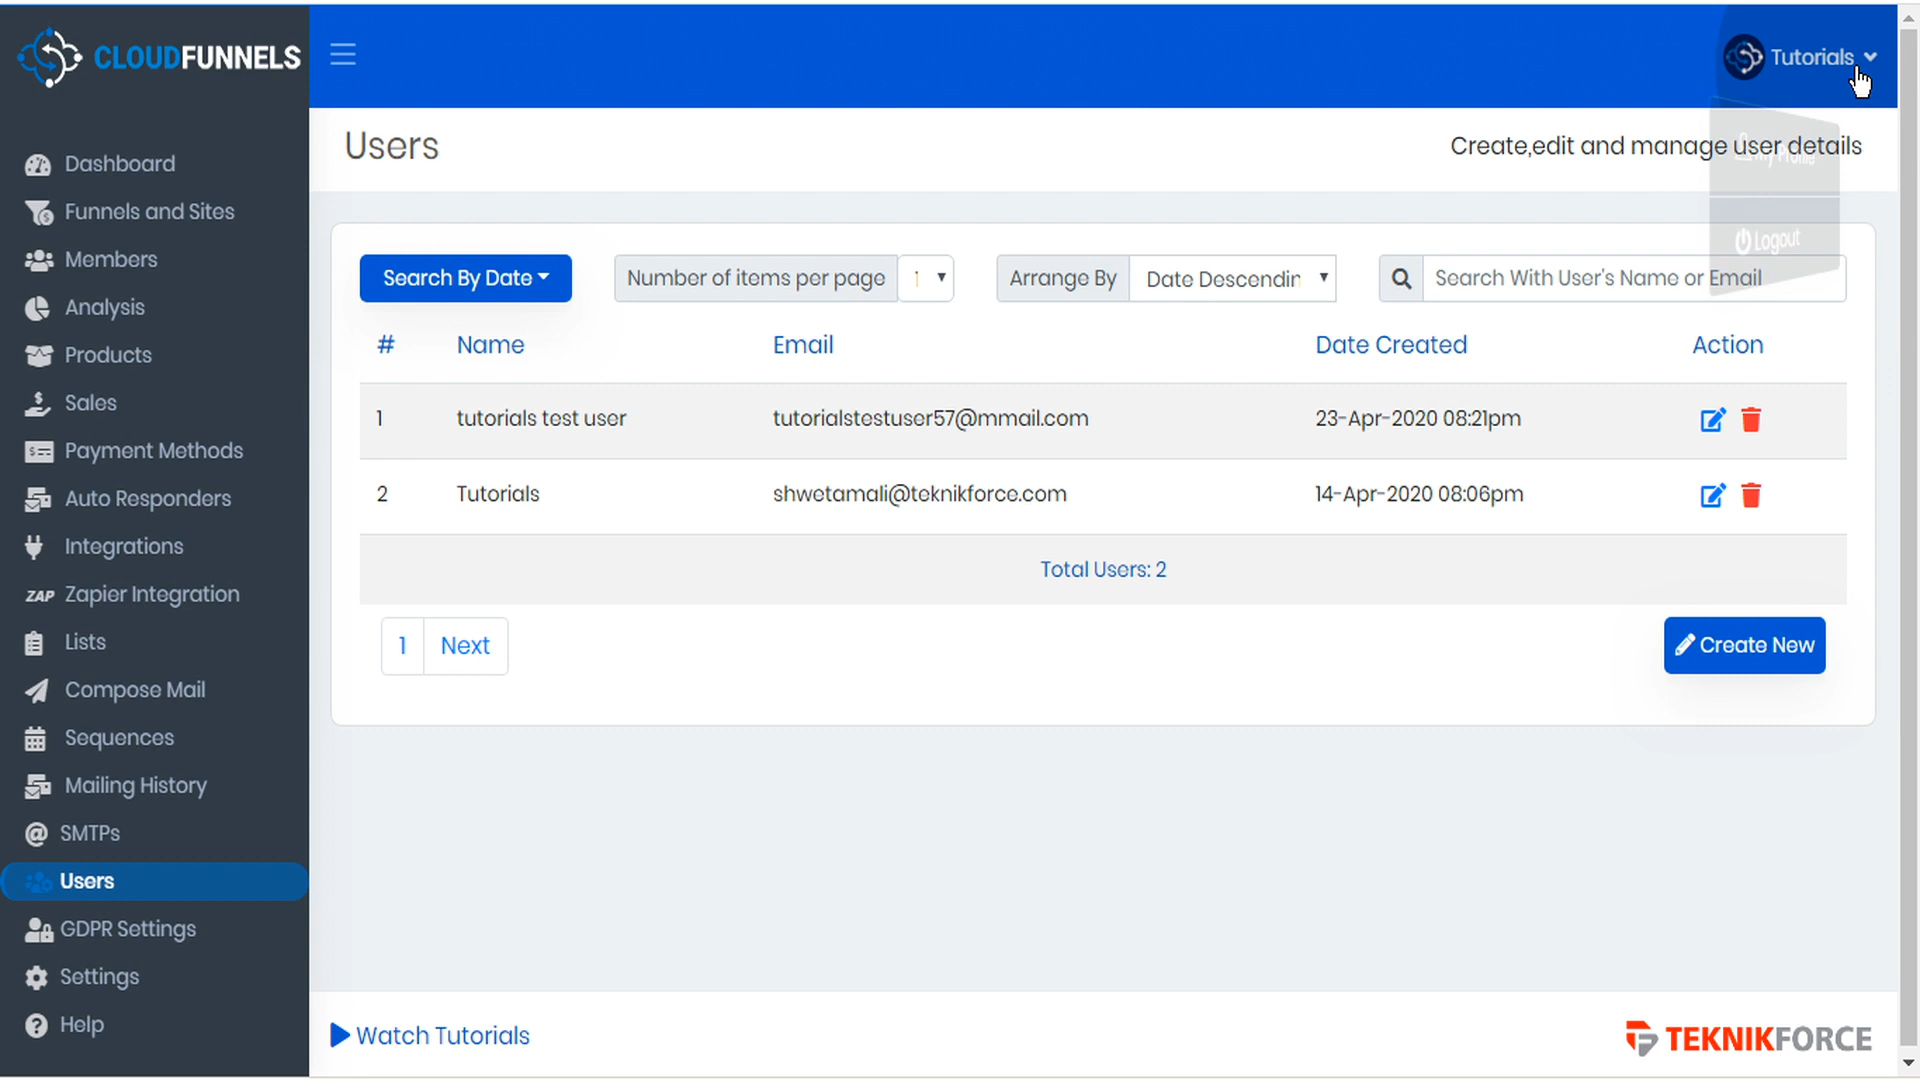 CLOUDFUNNELS
Tutorials
Users
Create,edit and manage user details
My Profile
Logout
Dashboard
Funnels and Sites
Members
Analysis
Products
Sales
Payment Methods
Auto Responders
Integrations
ZAP Zapier Integration
Lists
Compose Mail
Sequences
Mailing History
SMTPs
Users
GDPR Settings
Settings
Help
Search By Date
Number of items per page
Arrange By Date Descendin
Search With User's Name or Email
# Name Email Date Created Action
1 tutorials test user tutorialstestuser57@mmail.com 23-Apr-2020 08:21pm
2 Tutorials shwetamali@teknikforce.com 14-Apr-2020 08:06pm
Total Users: 2
1 Next
Create New
Watch Tutorials
TEKNIKFORCE